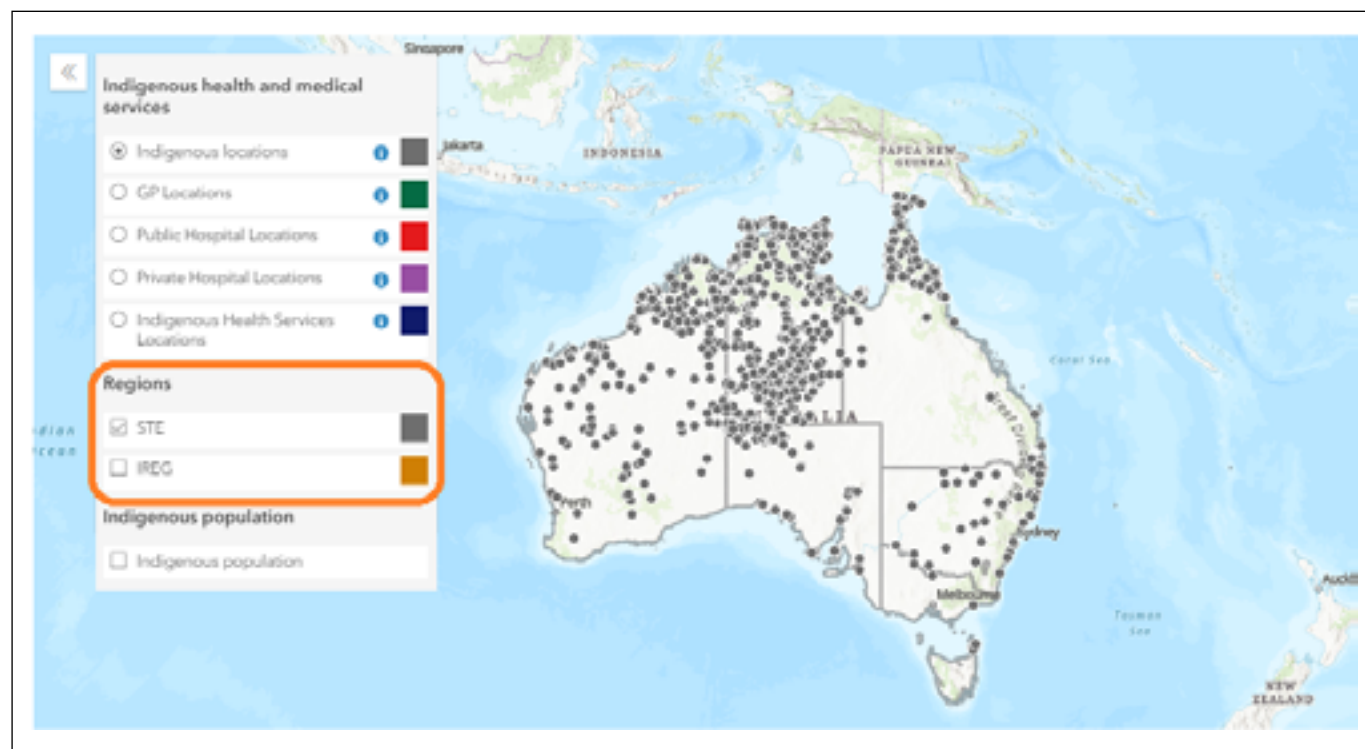 Indigenous health and medical
services
Indigenous locations
GP Locations
Public Hospital Locations
Private Hospital Locations
Indigenous Health Services
Locations
Regions
STE
IREG
Indigenous population
Indigenous population
Singapore
Jakarta
INDONESIA
PAPUA NEW
GUINEA
Coral Sea
ALIA
Perth
Sydney
Melbourne
Tasman
Sea
NEW
ZEALAND